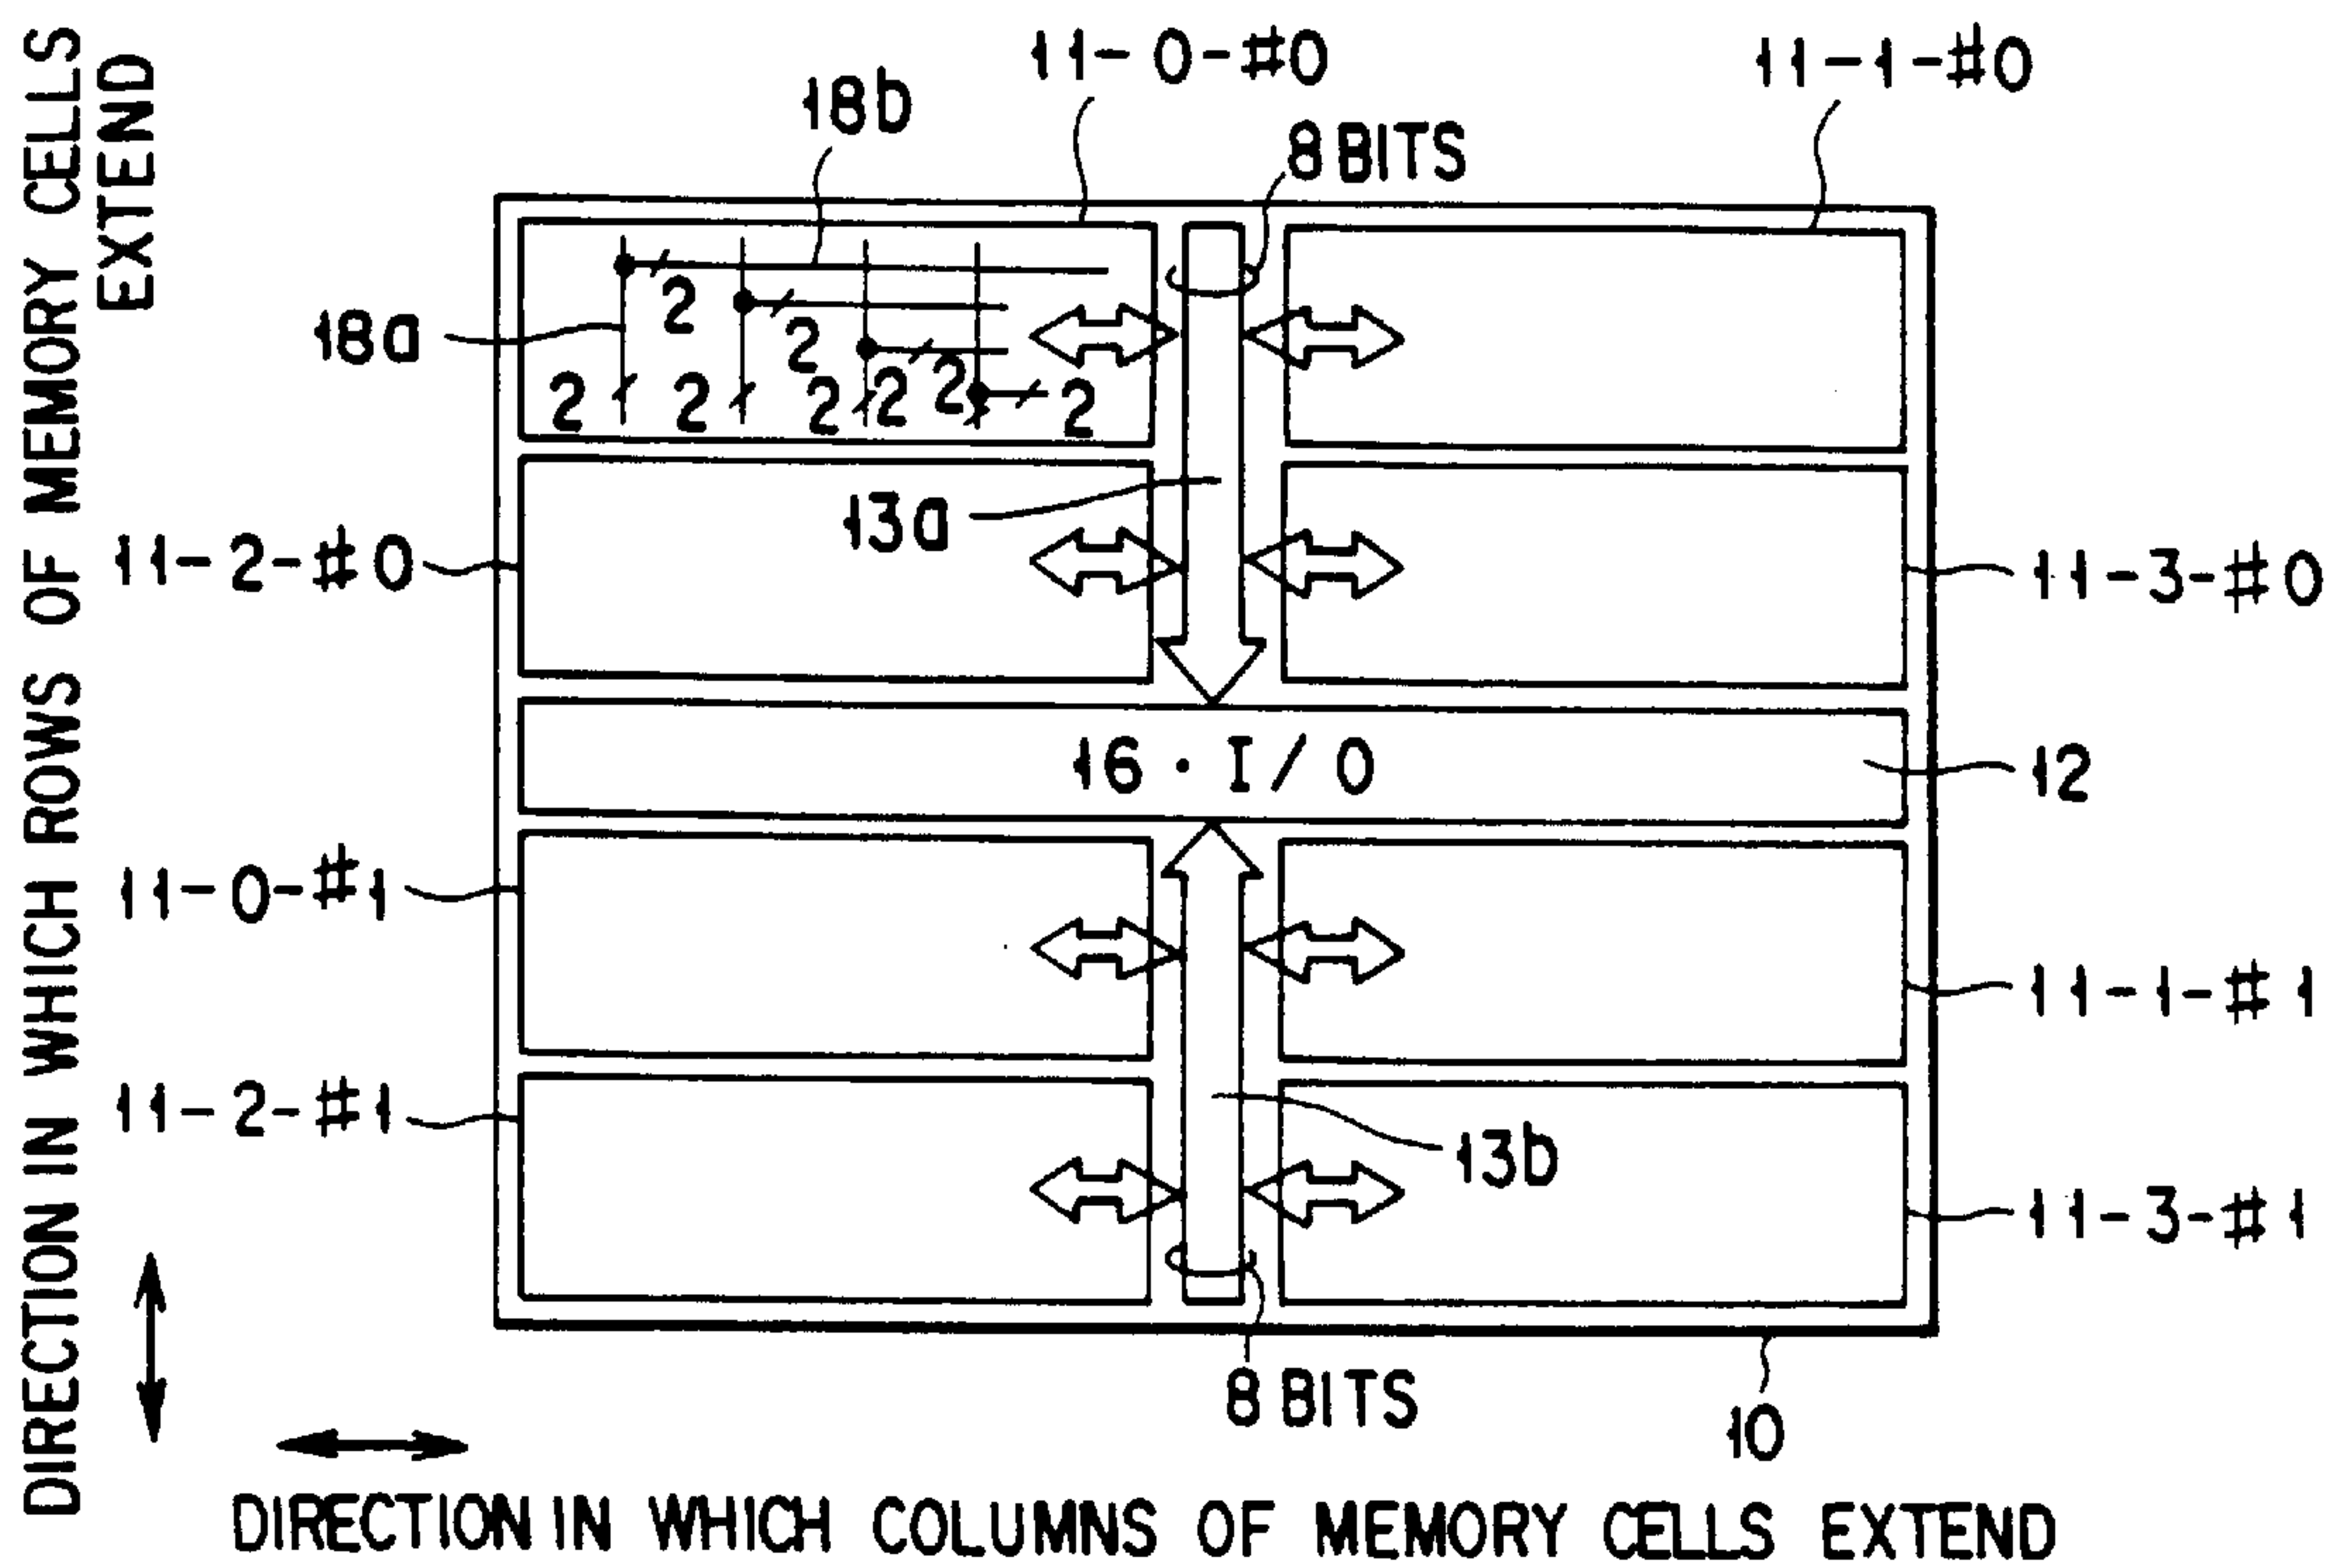 DIRECTION IN WHICH ROWS OF MEMORY CELLS
EXTEND
11-0-#0
11-1-#0
18b
8 BITS
18a
2
2
2
2
2
2
2
2
13a
11-2-#0
11-3-#0
16 · I/O
12
11-0-#1
11-1-#1
11-2-#1
13b
11-3-#1
8 BITS
10
DIRECTION IN WHICH COLUMNS OF MEMORY CELLS EXTEND